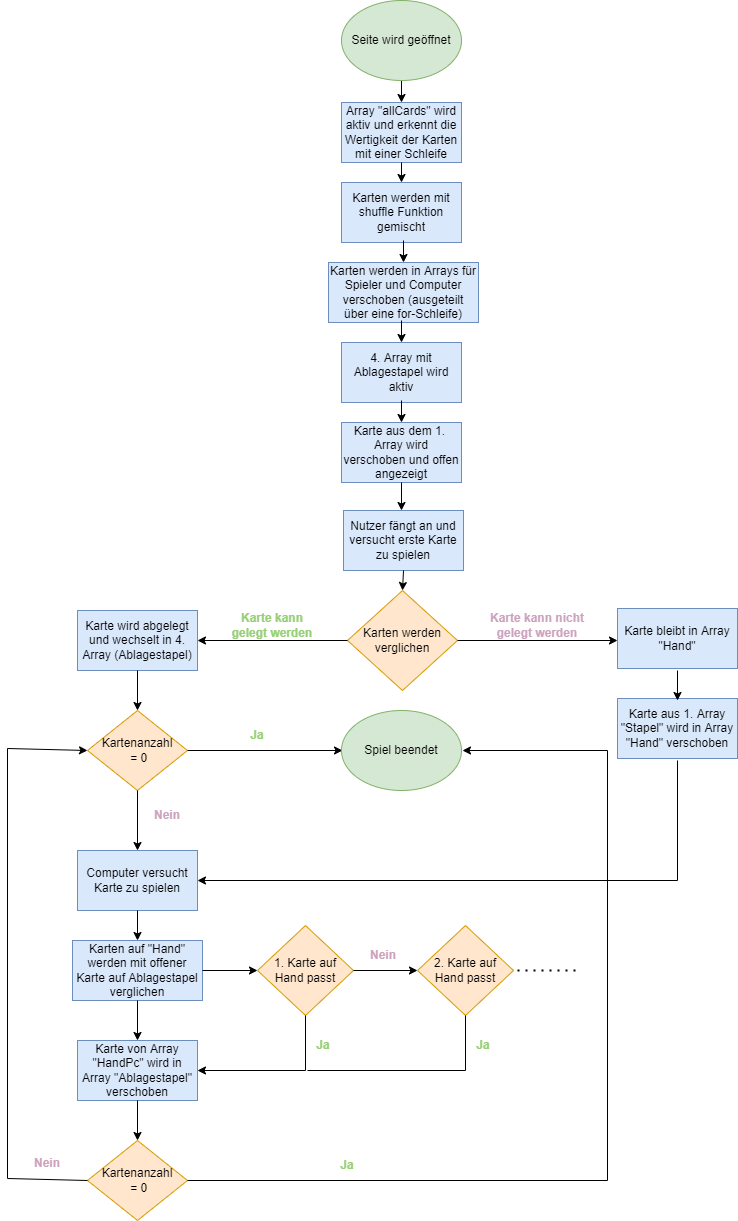 Seite wird geöffnet
Array "allCards" wird
aktiv und erkennt die
Wertigkeit der Karten
mit einer Schleife
Karten werden mit
shuffle Funktion
gemischt
Karten werden in Arrays für
Spieler und Computer
verschoben (ausgeteilt
über eine for-Schleife)
4. Array mit
Ablagestapel wird
aktiv
Karte aus dem 1.
Array wird
verschoben und offen
angezeigt
Nutzer fängt an und
versucht erste Karte
zu spielen
Karten werden
verglichen
Karte kann
gelegt werden
Karte kann nicht
gelegt werden
Karte wird abgelegt
und wechselt in 4.
Array (Ablagestapel)
Karte bleibt in Array
"Hand"
Karte aus 1. Array
"Stapel" wird in Array
"Hand" verschoben
Kartenanzahl
= 0
Ja
Spiel beendet
Nein
Computer versucht
Karte zu spielen
Karten auf "Hand"
werden mit offener
Karte auf Ablagestapel
verglichen
1. Karte auf
Hand passt
Nein
2. Karte auf
Hand passt
Ja
Ja
Karte von Array
"HandPc" wird in
Array "Ablagestapel"
verschoben
Kartenanzahl
= 0
Nein
Ja